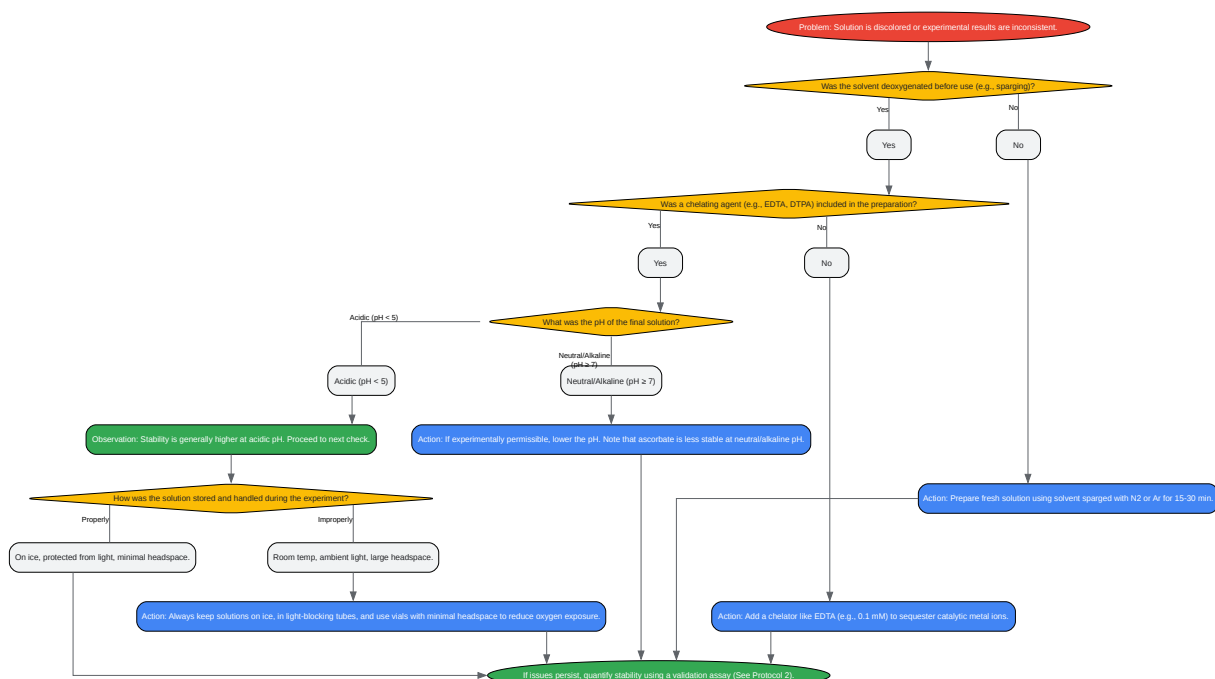 Problem: Solution is discolored or experimental results are inconsistent.
Was the solvent deoxygenated before use (e.g., sparging)?
Yes
No
Yes
No
Was a chelating agent (e.g., EDTA, DTPA) included in the preparation?
Yes
No
Yes
No
What was the pH of the final solution?
Acidic (pH < 5)
Neutral/Alkaline
(pH ≥ 7)
Acidic (pH < 5)
Neutral/Alkaline (pH ≥ 7)
Observation: Stability is generally higher at acidic pH. Proceed to next check.
Action: If experimentally permissible, lower the pH. Note that ascorbate is less stable at neutral/alkaline pH.
How was the solution stored and handled during the experiment?
Action: Prepare fresh solution using solvent sparged with N2 or Ar for 15-30 min.
Properly
Improperly
On ice, protected from light, minimal headspace.
Room temp, ambient light, large headspace.
Action: Always keep solutions on ice, in light-blocking tubes, and use vials with minimal headspace to reduce oxygen exposure.
Action: Add a chelator like EDTA (e.g., 0.1 mM) to sequester catalytic metal ions.
If issues persist, quantify stability using a validation assay (See Protocol 2).